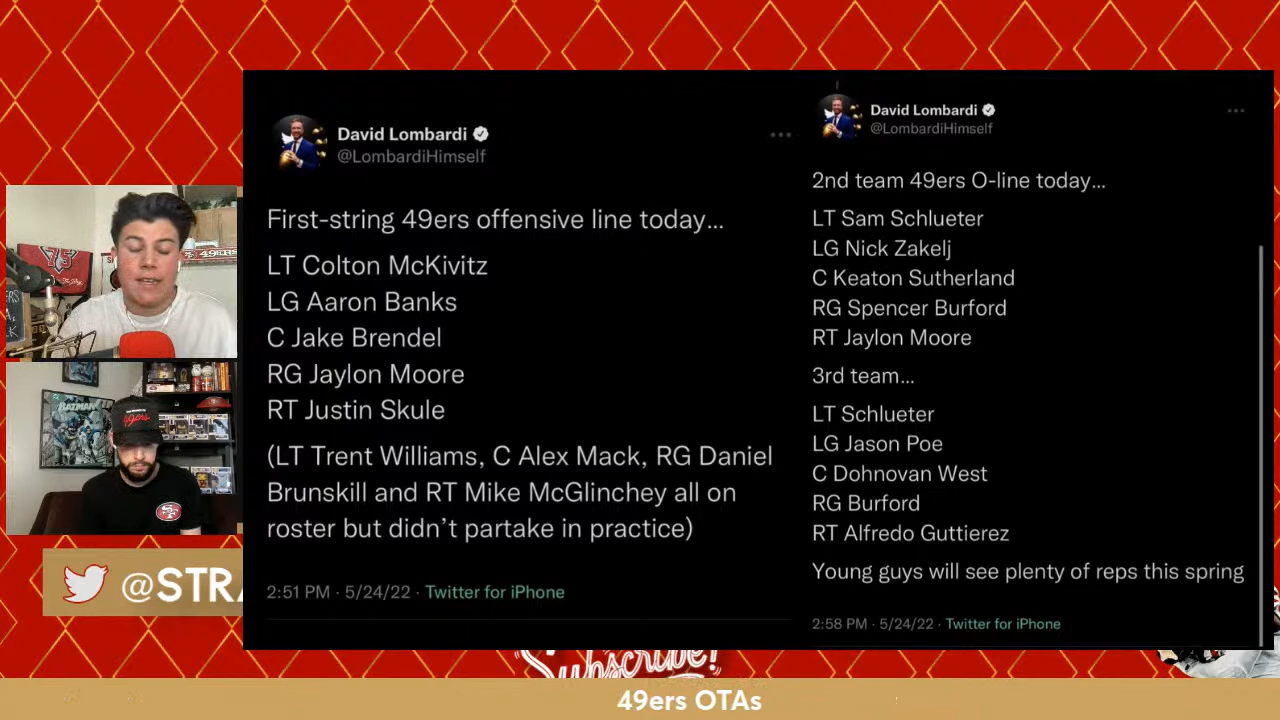 David Lombardi
@LombardiHimself
First-string 49ers offensive line today...
LT Colton McKivitz
LG Aaron Banks
C Jake Brendel
RG Jaylon Moore
RT Justin Skule
(LT Trent Williams, C Alex Mack, RG Daniel
Brunskill and RT Mike McGlinchey all on
roster but didn't partake in practice)
2:51 PM · 5/24/22 · Twitter for iPhone
David Lombardi
@LombardiHimself
2nd team 49ers O-line today...
LT Sam Schlueter
LG Nick Zakelj
C Keaton Sutherland
RG Spencer Burford
RT Jaylon Moore
3rd team...
LT Schlueter
LG Jason Poe
C Dohnovan West
RG Burford
RT Alfredo Guttierez
Young guys will see plenty of reps this spring
2:58 PM · 5/24/22 · Twitter for iPhone
49ERS
BATMAN
49ers
SF
@STRA
Subscribe!
49ers OTAs